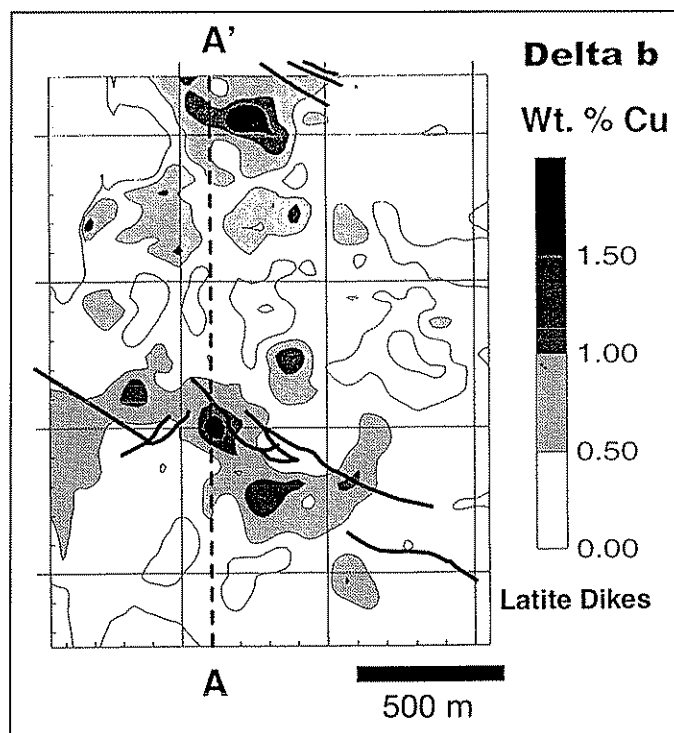 A’
Delta b
Wt. % Cu
1.50
1.00
0.50
0.00
Latite Dikes
A
500 m